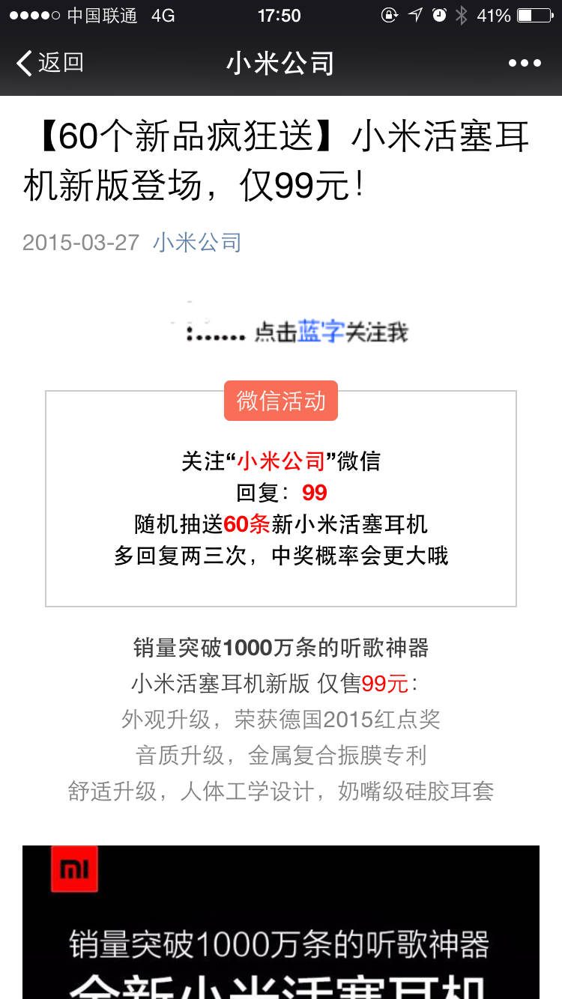 中国联通 4G 17:50 41%
返回 小米公司
【60个新品疯狂送】小米活塞耳
机新版登场，仅99元！
2015-03-27 小米公司
点击蓝字关注我
微信活动
关注“小米公司”微信
回复：99
随机抽送60条新小米活塞耳机
多回复两三次，中奖概率会更大哦
销量突破1000万条的听歌神器
小米活塞耳机新版 仅售99元：
外观升级，荣获德国2015红点奖
音质升级，金属复合振膜专利
舒适升级，人体工学设计，奶嘴级硅胶耳套
MI
销量突破1000万条的听歌神器
全新小米活塞耳机